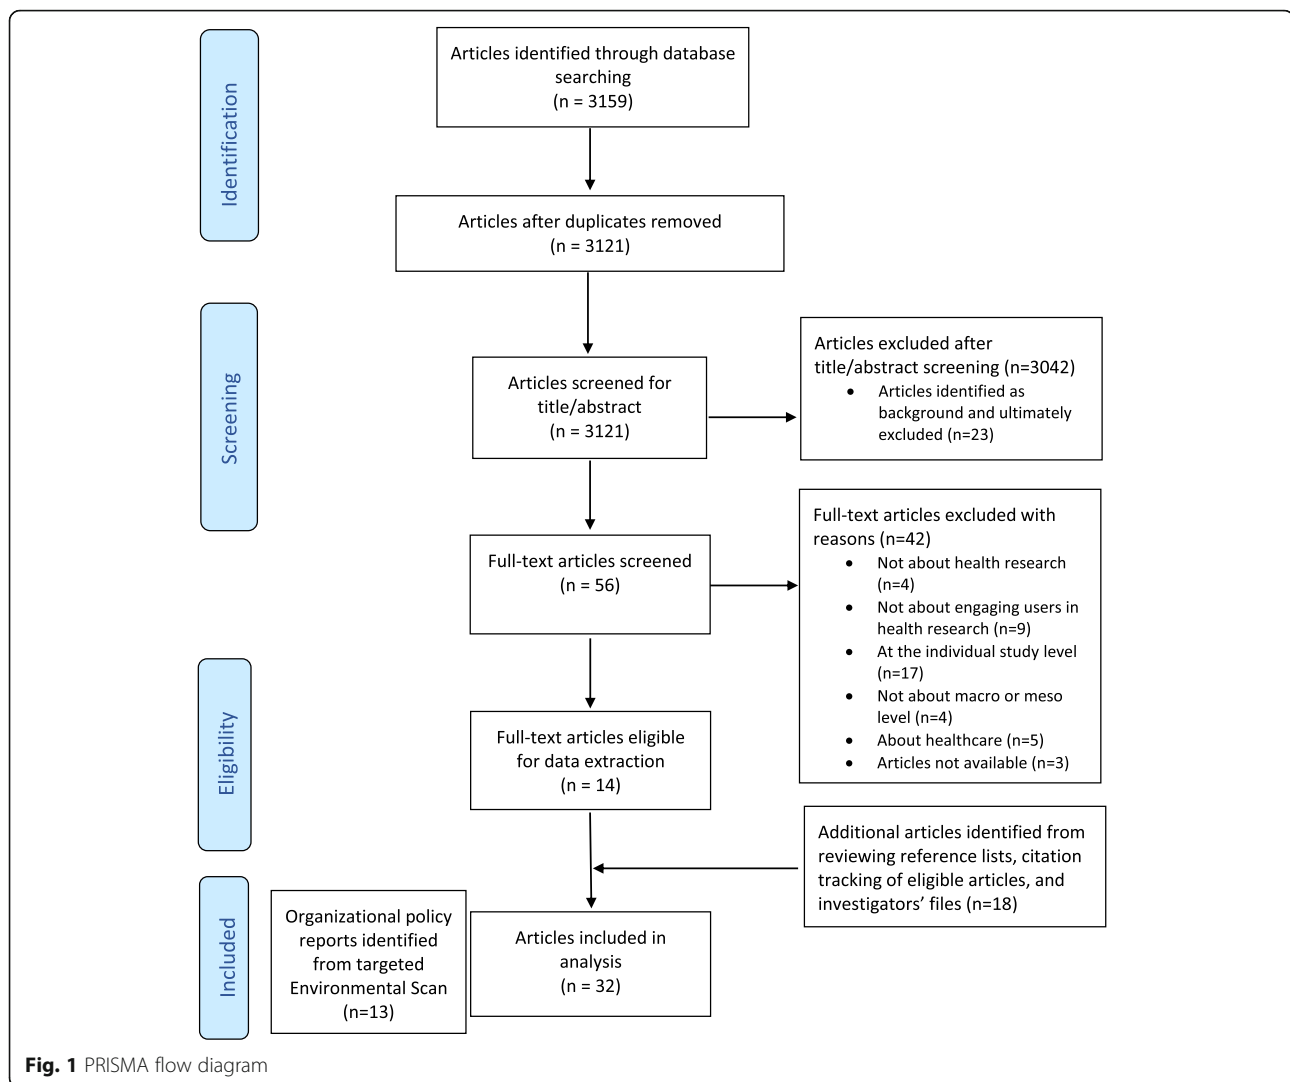 Identification
Articles identified through database
searching
(n = 3159)
Articles after duplicates removed
(n = 3121)
Screening
Articles screened for
title/abstract
(n = 3121)
Articles excluded after
title/abstract screening (n=3042)
• Articles identified as
background and ultimately
excluded (n=23)
Full-text articles screened
(n = 56)
Full-text articles excluded with
reasons (n=42)
• Not about health research
(n=4)
• Not about engaging users in
health research (n=9)
• At the individual study level
(n=17)
• Not about macro or meso
level (n=4)
• About healthcare (n=5)
• Articles not available (n=3)
Eligibility
Full-text articles eligible
for data extraction
(n = 14)
Additional articles identified from
reviewing reference lists, citation
tracking of eligible articles, and
investigators’ files (n=18)
Included
Organizational policy
reports identified
from targeted
Environmental Scan
(n=13)
Articles included in
analysis
(n = 32)
Fig. 1 PRISMA flow diagram